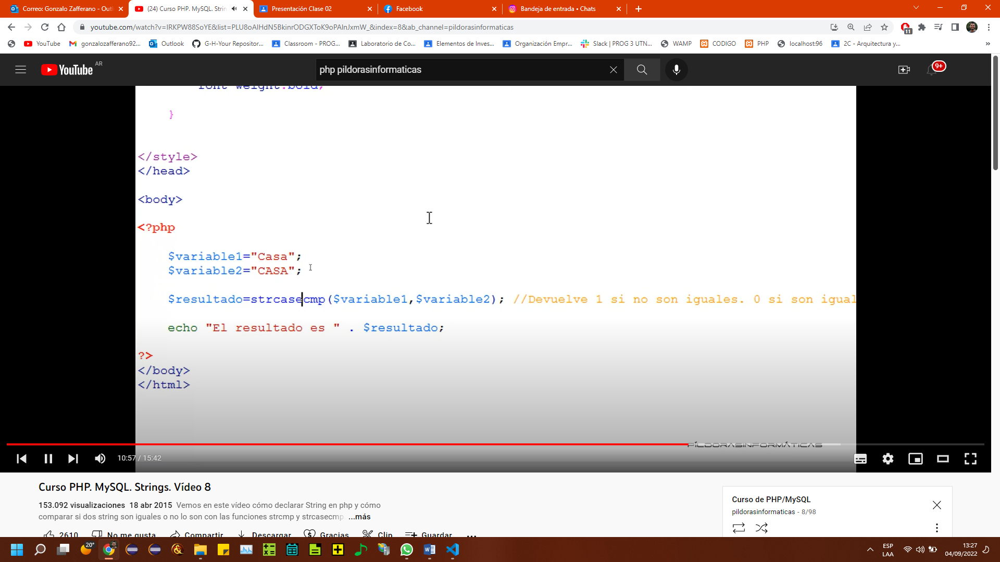 Correo: Gonzalo Zafferano - Out
(24) Curso PHP. MySQL. Strin
Presentación Clase 02
Facebook
Bandeja de entrada • Chats
youtube.com/watch?v=IRKPW88SoYE&list=PLU8oAlHdN5BkinrODGXToK9oPAlnJxmW_&index=8&ab_channel=pildorasinformaticas
11
YouTube
gonzalozafferano92...
Outlook
G-H-Your Repositor...
Classroom - PROG...
Laboratorio de Co...
Elementos de Inves...
Organización Empr...
Slack | PROG 3 UTN...
WAMP
CODIGO
PHP
localhost:96
2C - Arquitectura y...
»
YouTube AR
php pildorasinformaticas
9+
font-weight:bold;
}
</style>
</head>
<body>
<?php
$variable1="Casa";
$variable2="CASA";
$resultado=strcasecmp($variable1,$variable2); //Devuelve 1 si no son iguales. 0 si son igual
echo "El resultado es " . $resultado;
?>
</body>
</html>
PÍLDORASINFORMÁTICAS
10:57 / 15:42
Curso PHP. MySQL. Strings. Vídeo 8
153.092 visualizaciones 18 abr 2015 Vemos en este vídeo cómo declarar String en php y cómo
comparar si dos string son iguales o no lo son con las funciones strcmp y strcasecmp. ...más
2610 No me gusta Compartir Descargar Gracias Clip Guardar ...
Curso de PHP/MySQL
pildorasinformaticas - 8/98
20°
ESP
LAA
13:27
04/09/2022